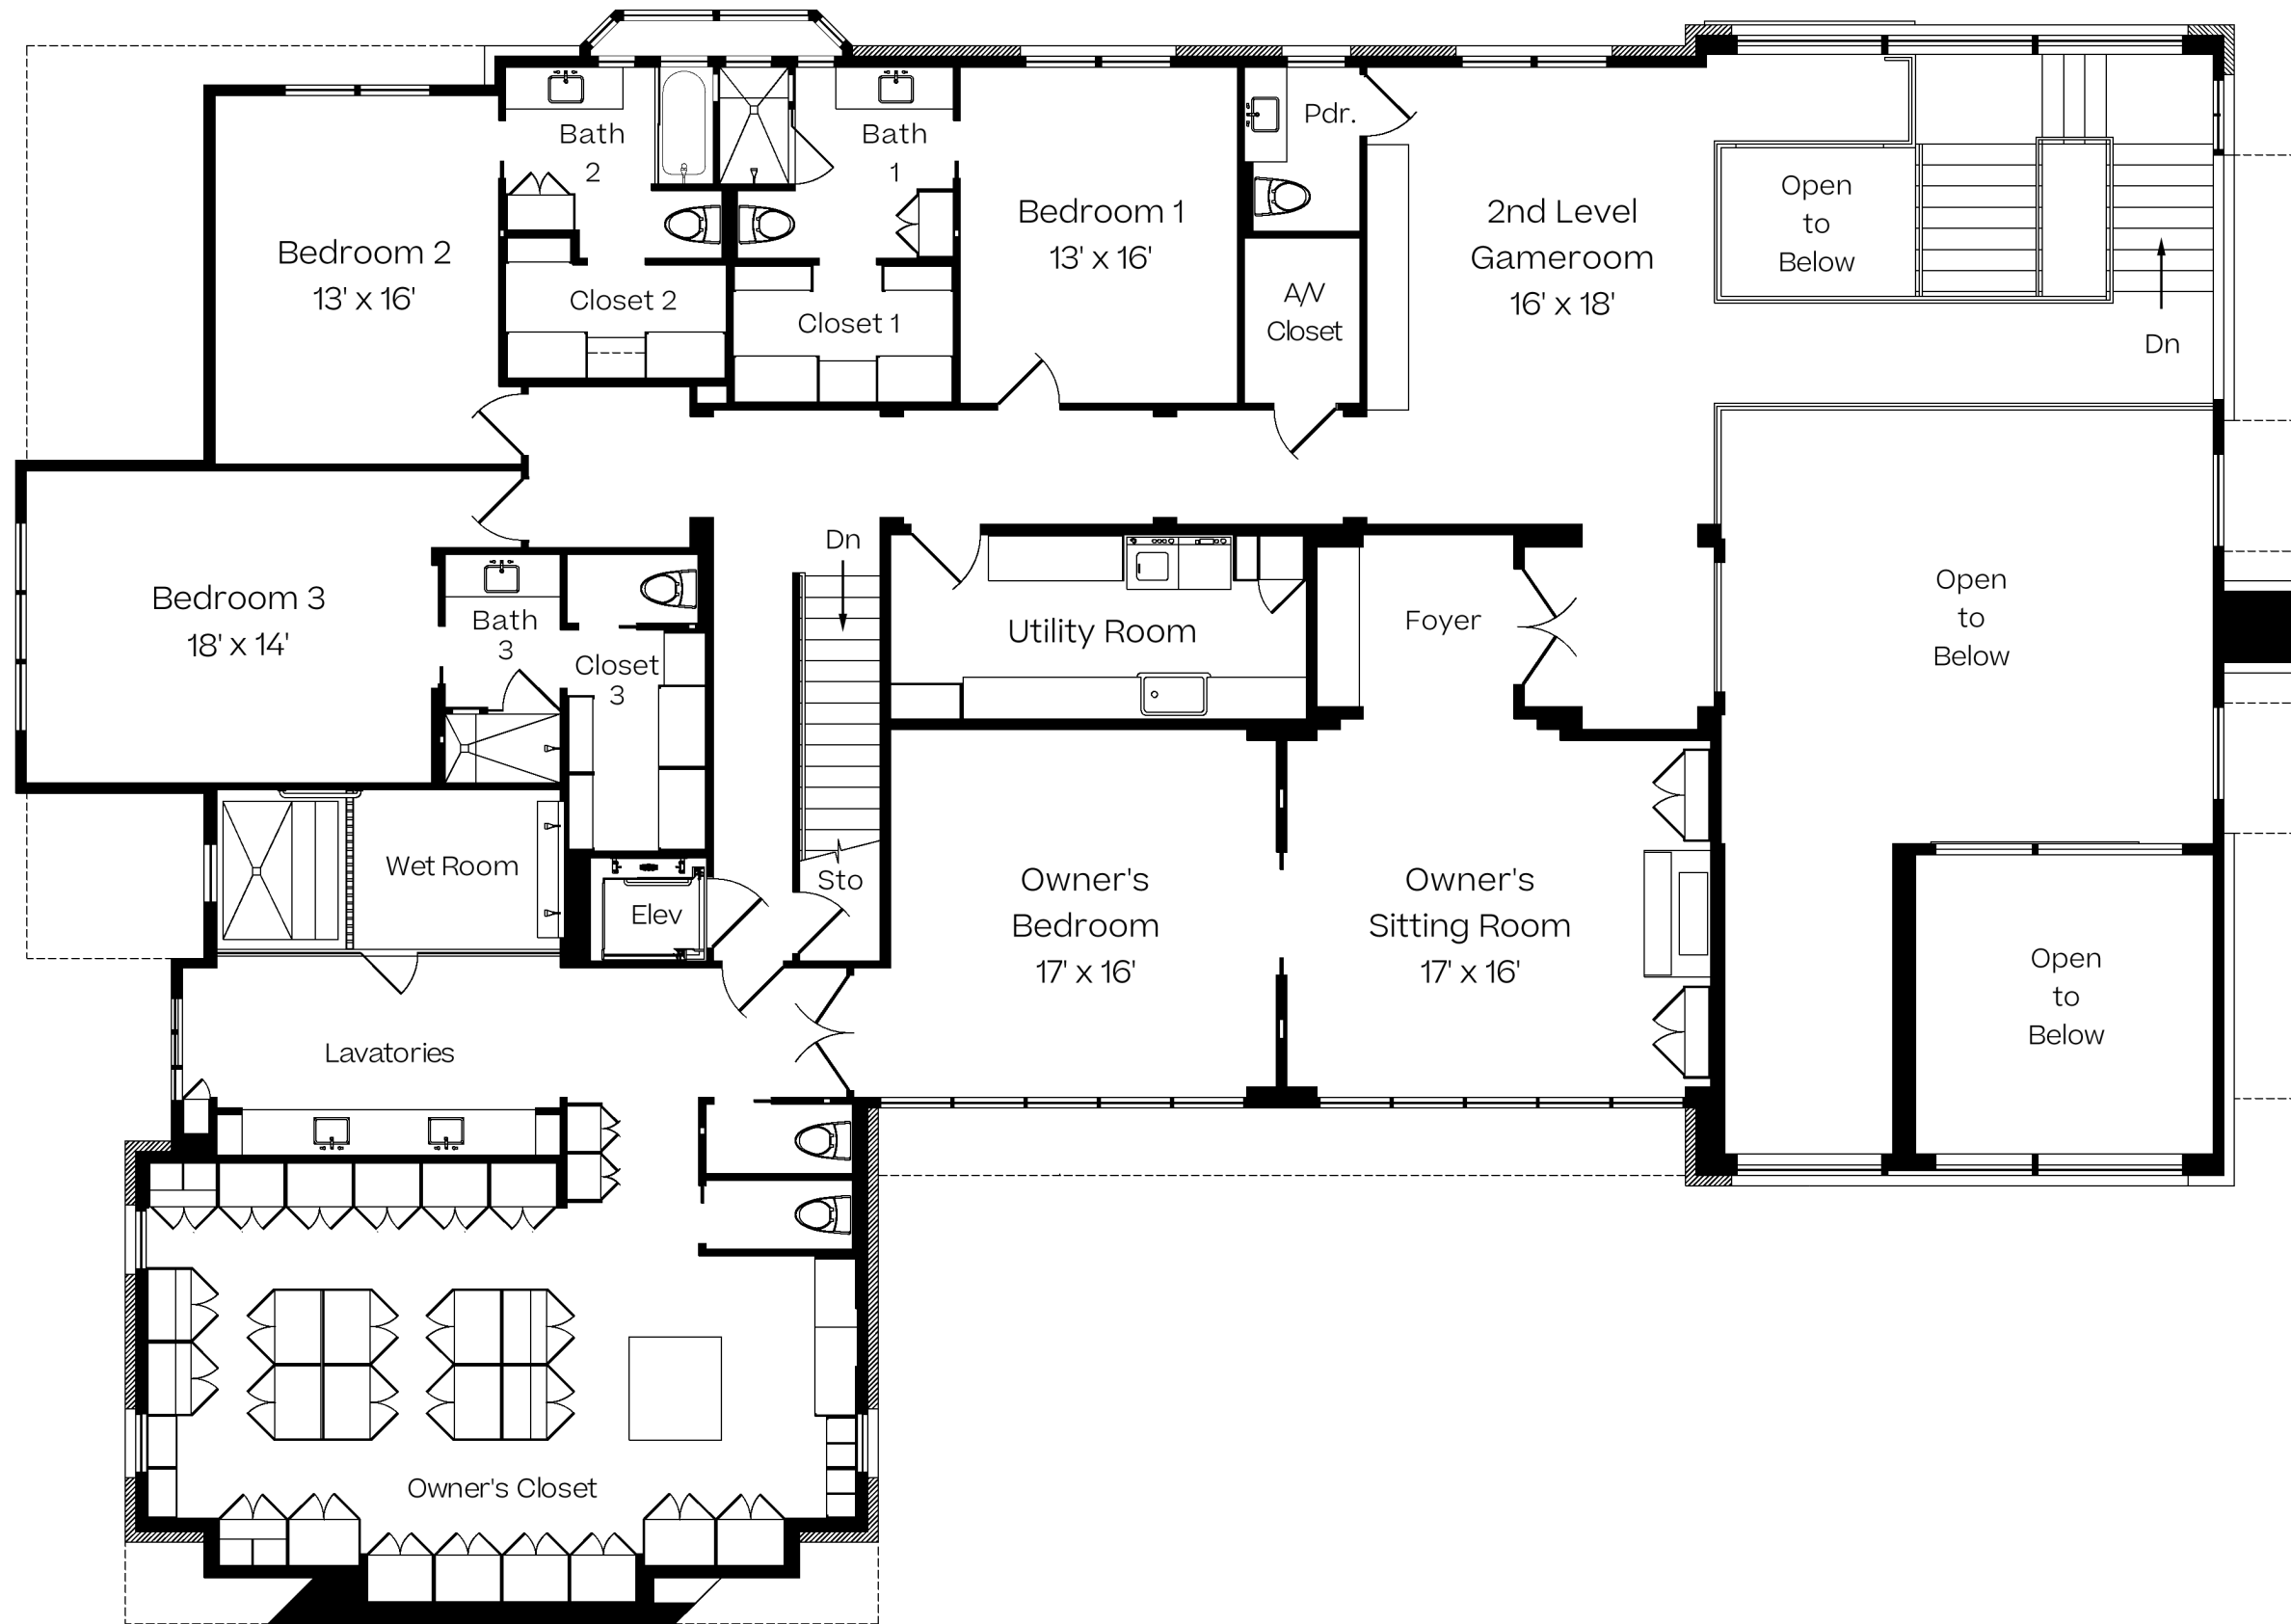 Bath
2
Bath
1
Pdr.
Bedroom 2
13' x 16'
Bedroom 1
13' x 16'
2nd Level
Gameroom
16' x 18'
Open
to
Below
Closet 2
Closet 1
A/V
Closet
Dn
Dn
Bedroom 3
18' x 14'
Bath
3
Closet
3
Utility Room
Foyer
Open
to
Below
Wet Room
Elev
Sto
Owner's
Bedroom
17' x 16'
Owner's
Sitting Room
17' x 16'
Open
to
Below
Lavatories
Owner's Closet